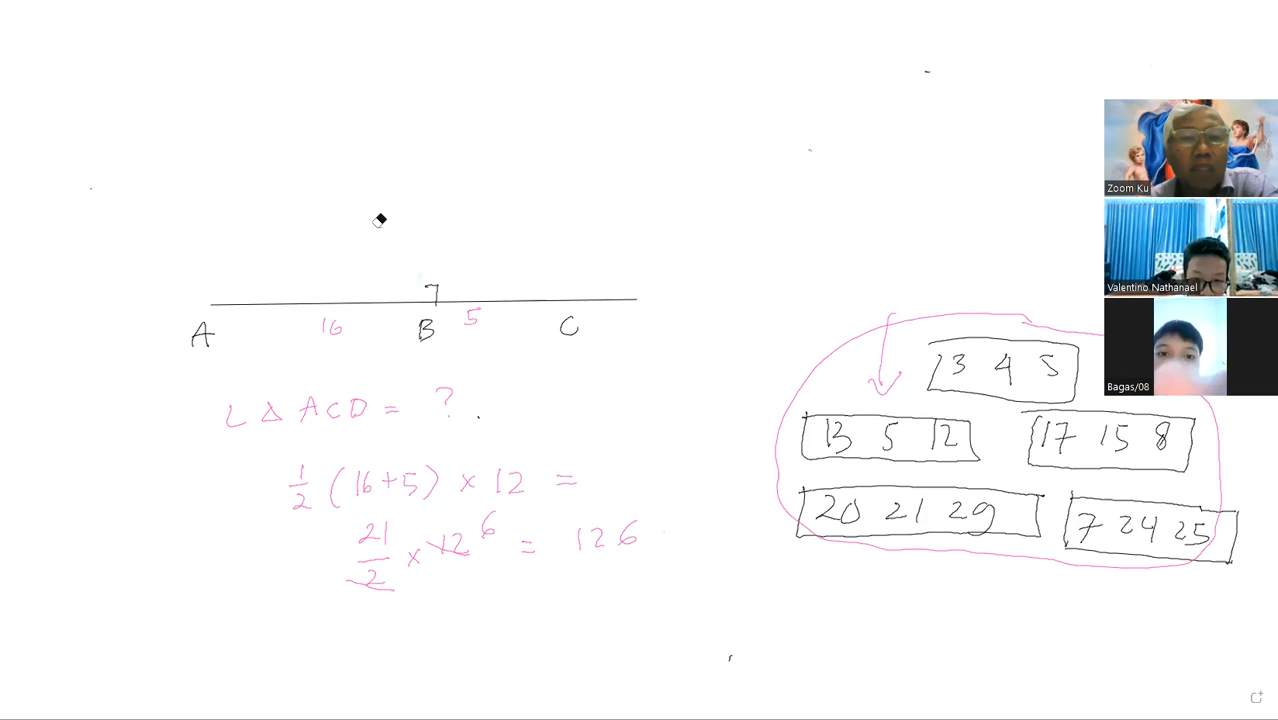 A 16 B 5 C
L Δ ACD = ?
1/2 (16+5) × 12 =
21/2 × 12 6 = 126
3 4 5
13 5 12
17 15 8
20 21 29
7 24 25
Zoom Ku
Valentino Nathanael
Bagas/08